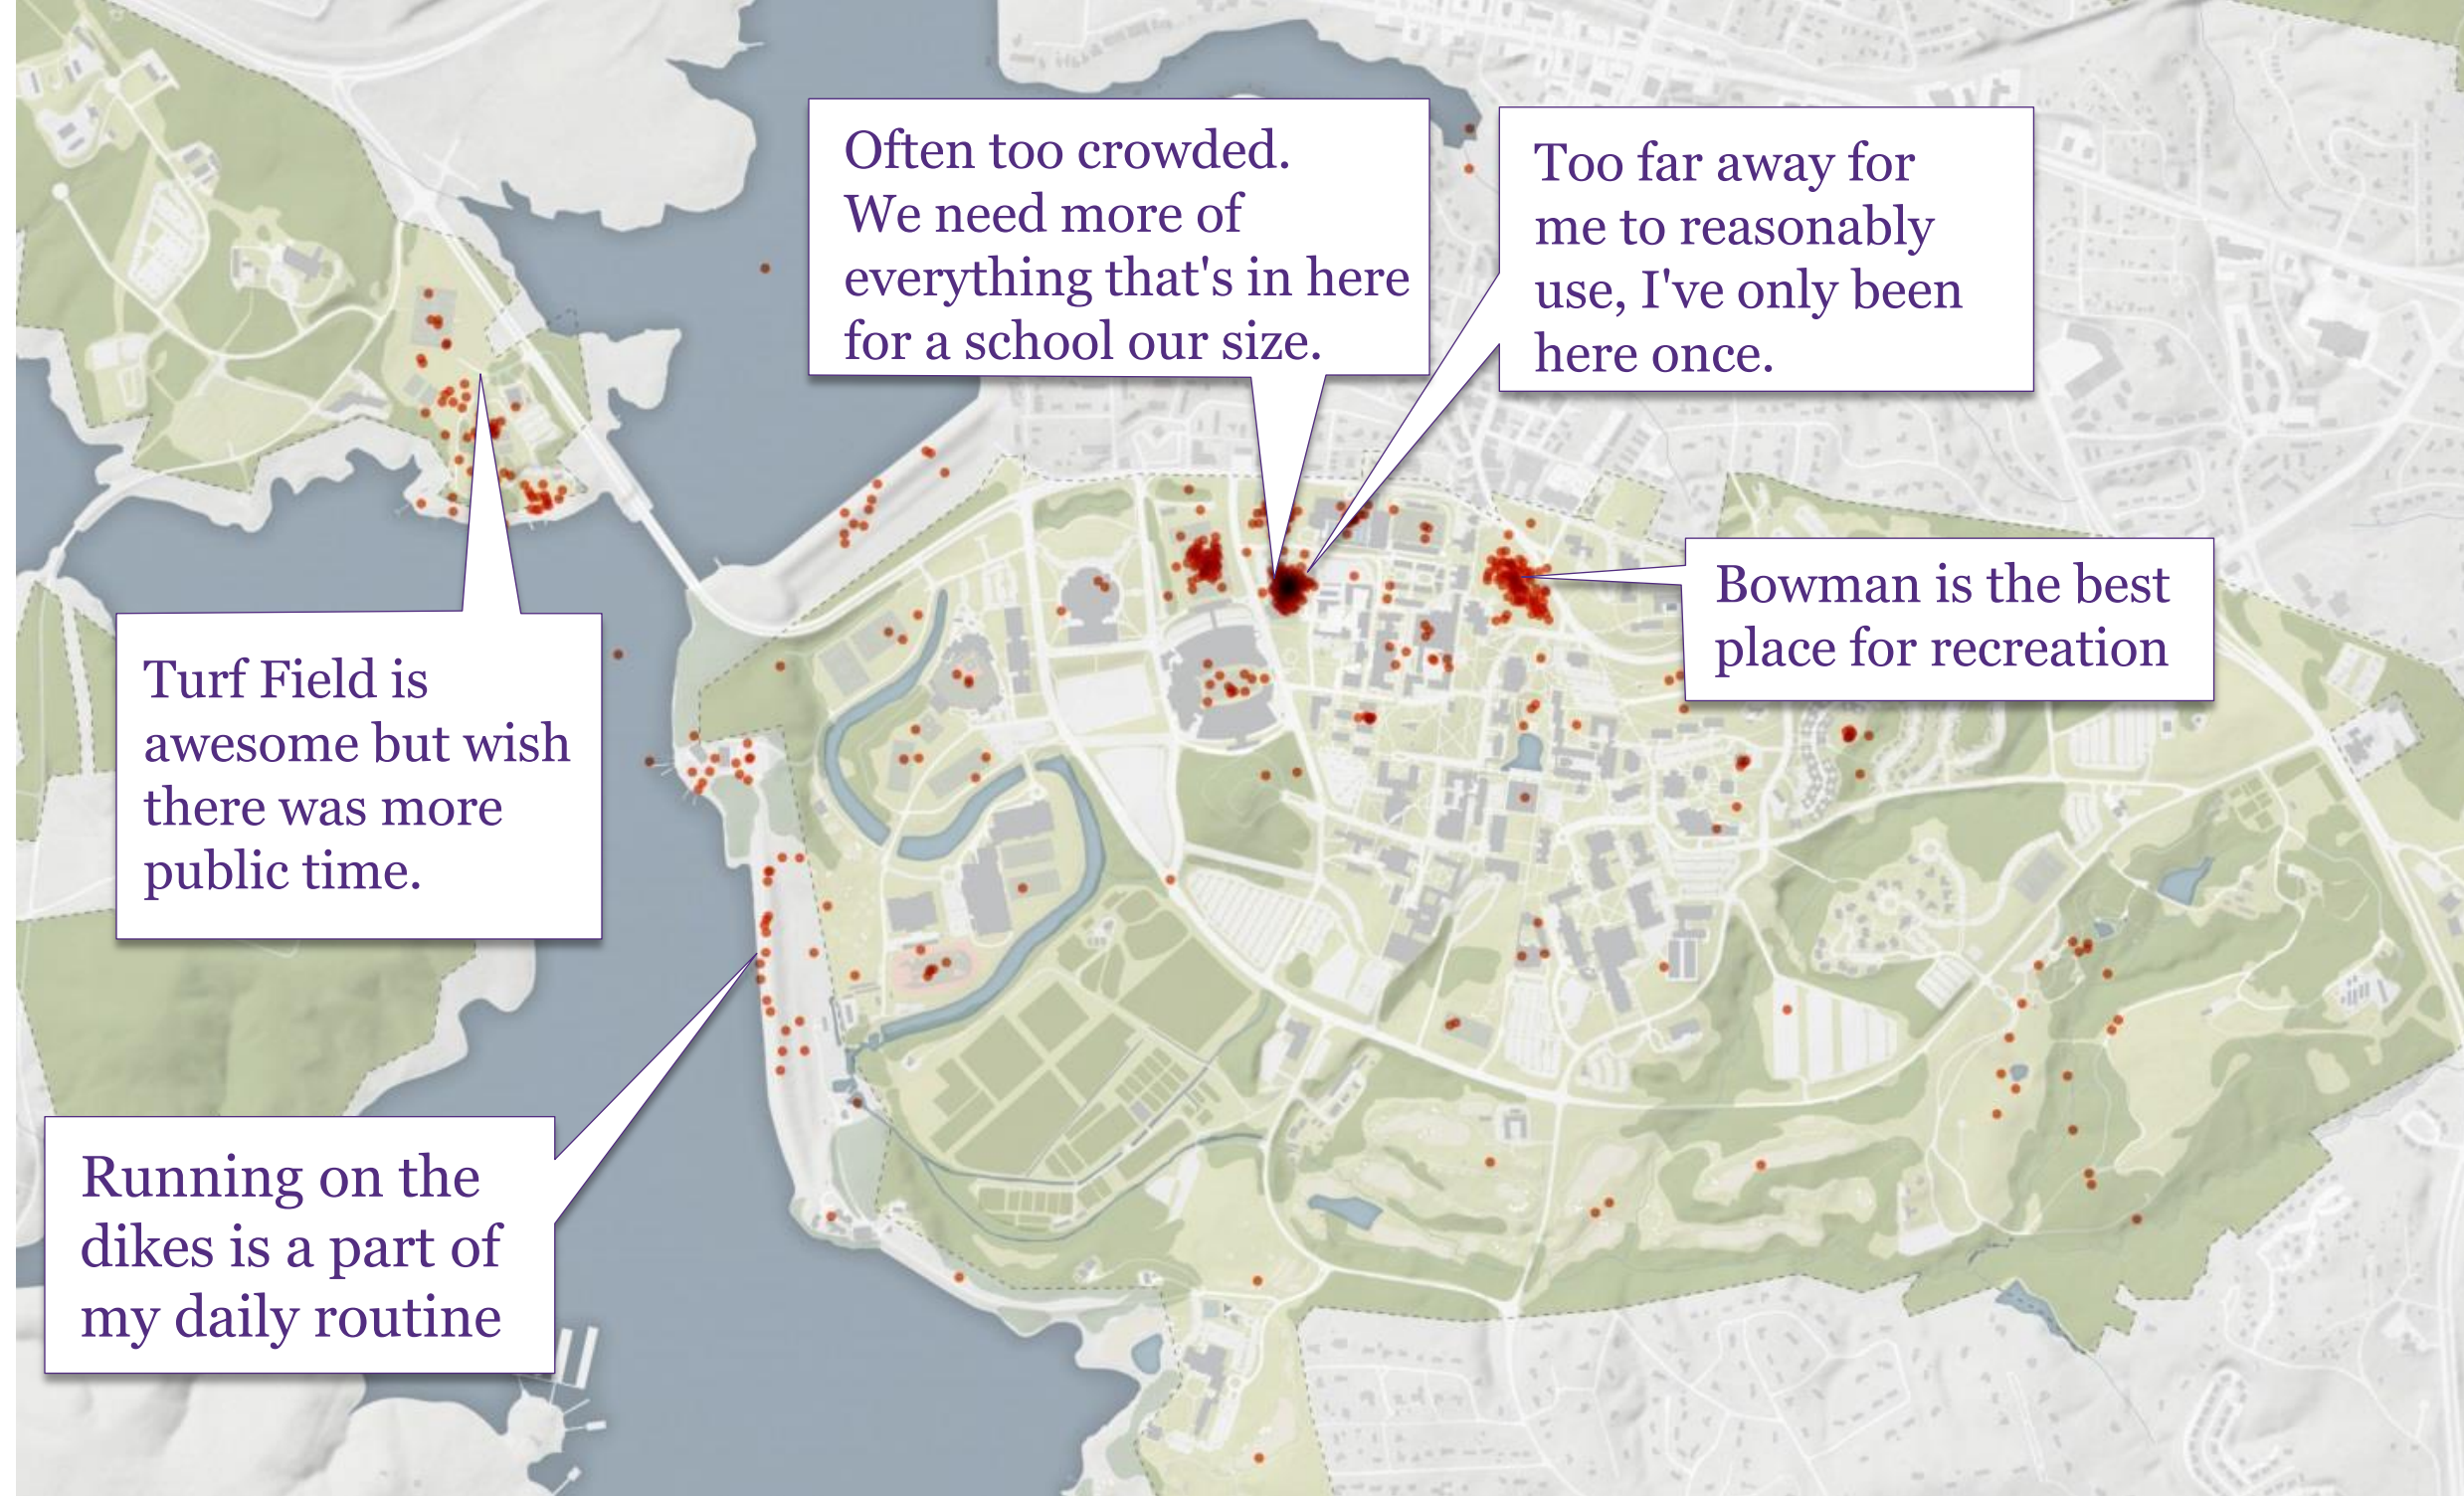 Often too crowded.
We need more of
everything that's in here
for a school our size.
Too far away for
me to reasonably
use, I've only been
here once.
Bowman is the best
place for recreation
Turf Field is
awesome but wish
there was more
public time.
Running on the
dikes is a part of
my daily routine